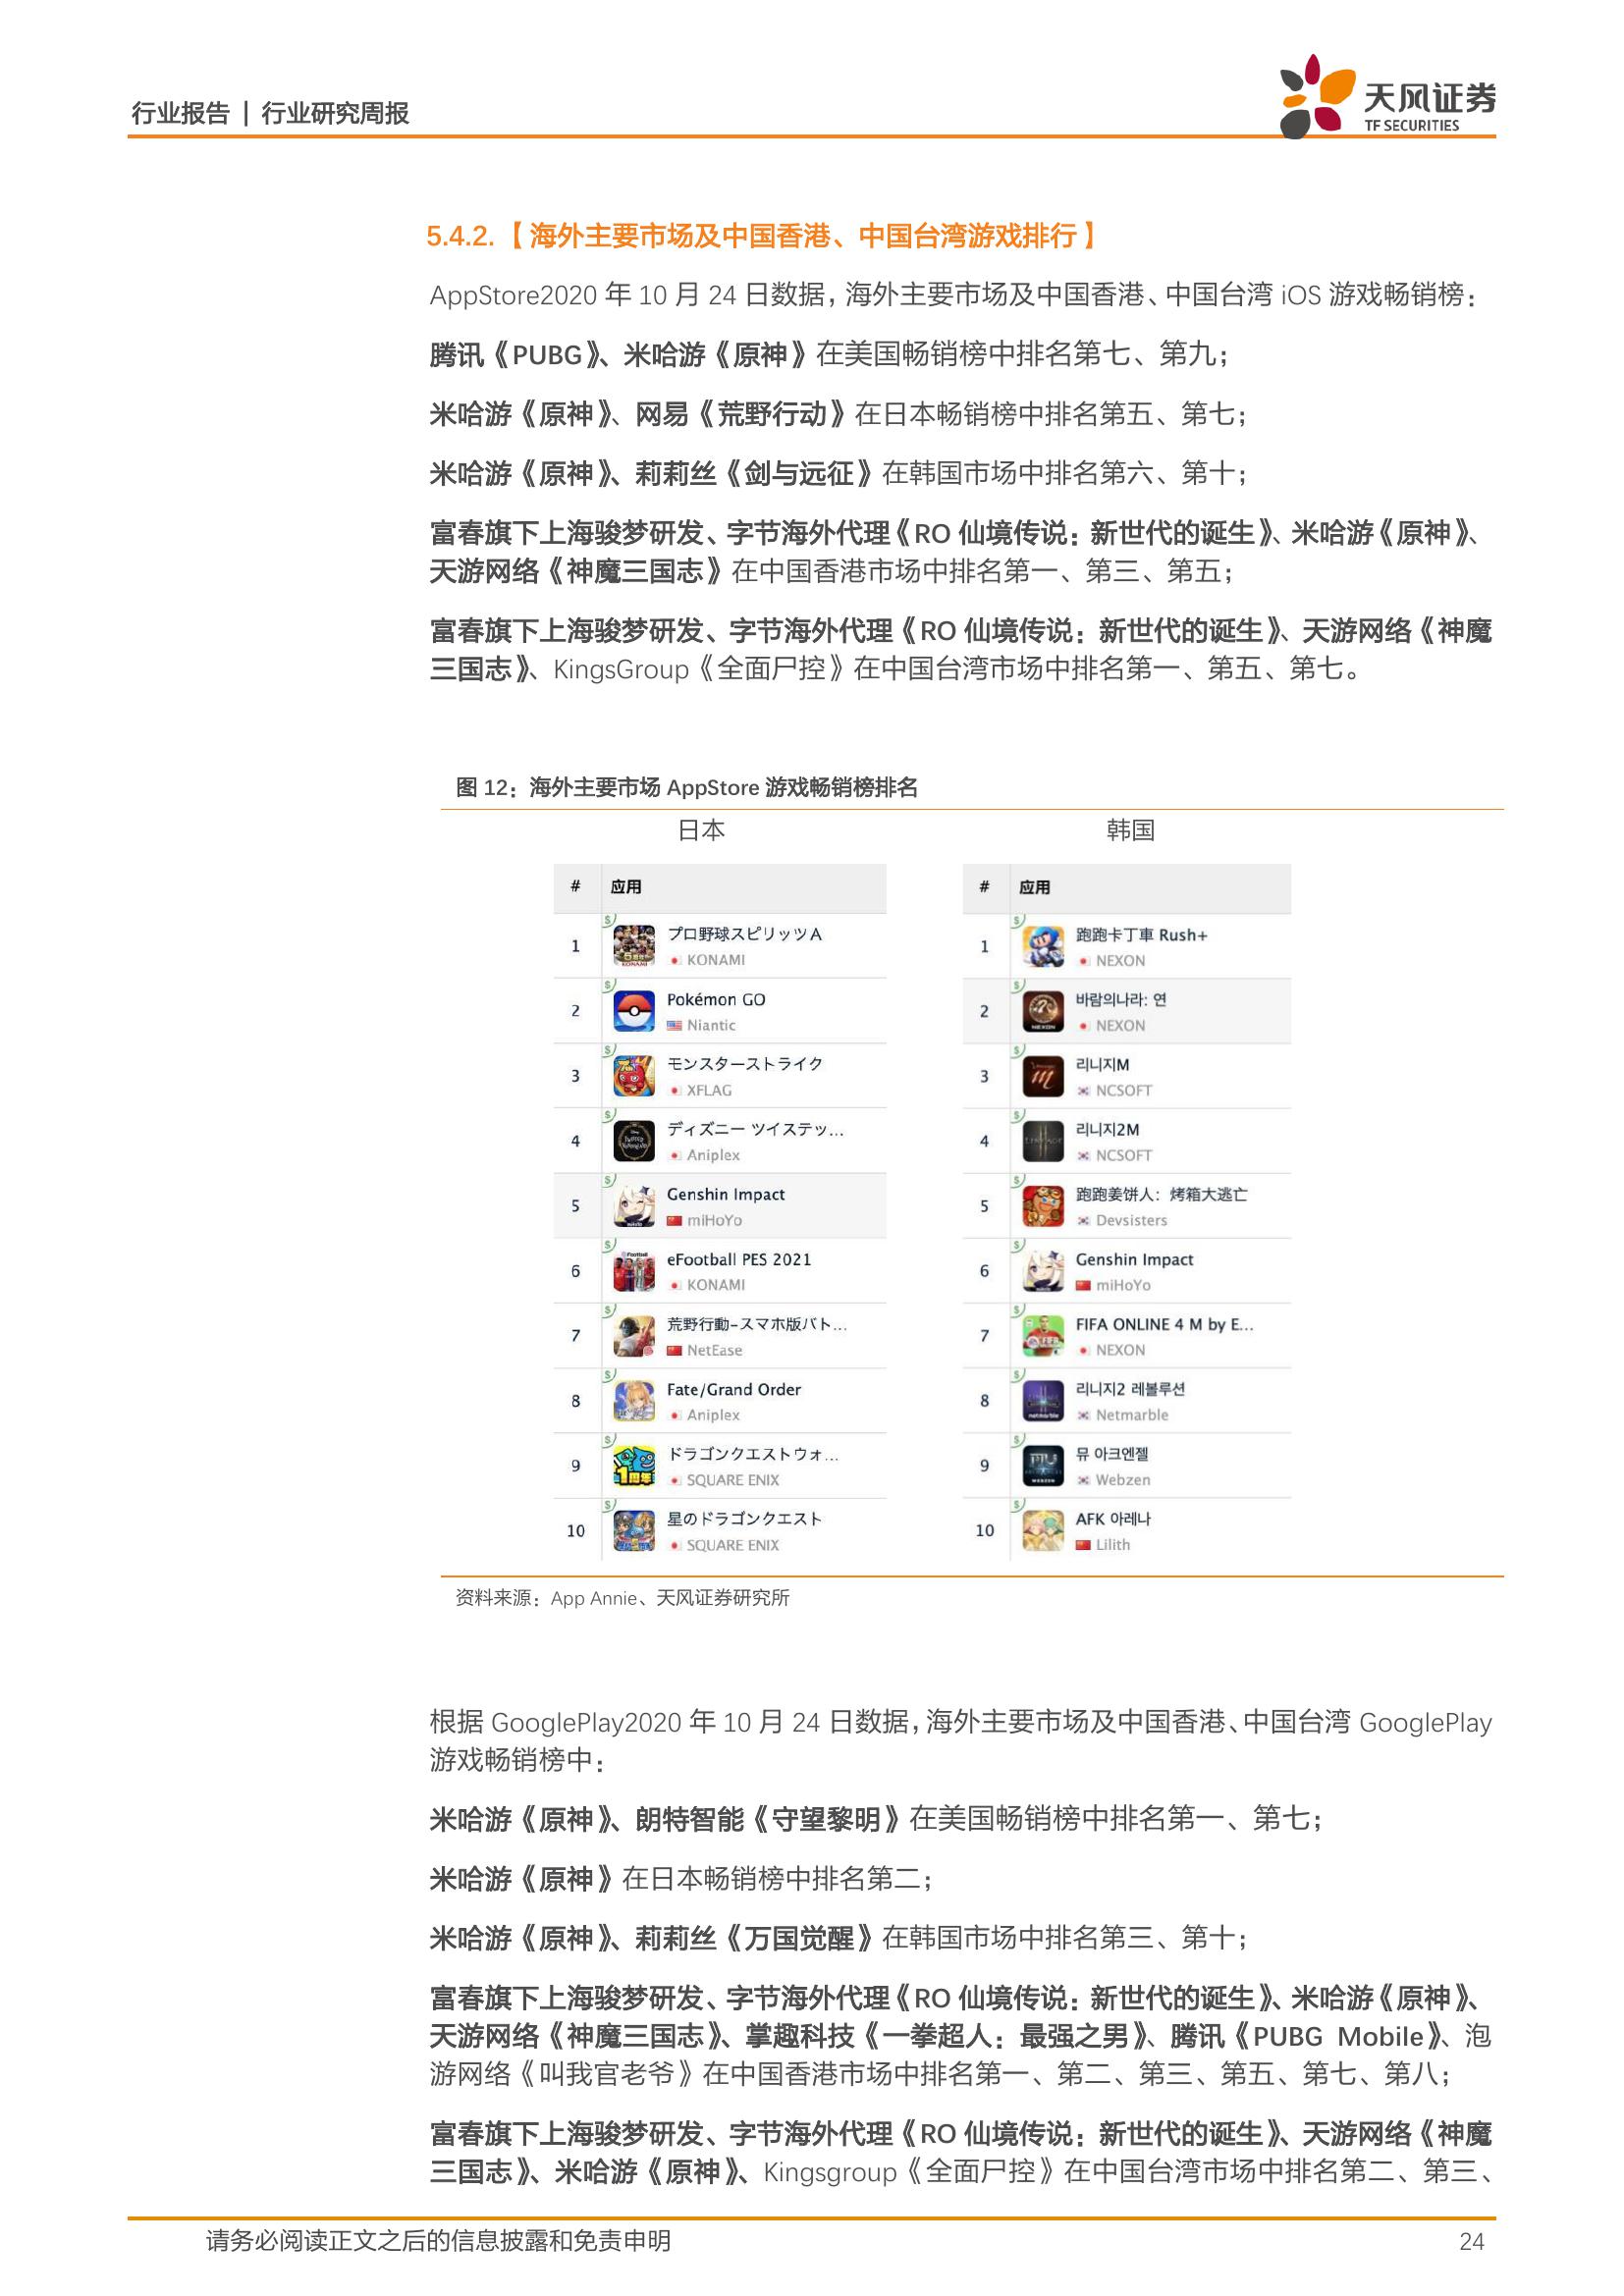 行业报告 | 行业研究周报
天风证券
TF SECURITIES
5.4.2.【 海外主要市场及中国香港、中国台湾游戏排行 】
AppStore2020 年 10 月 24 日数据，海外主要市场及中国香港、中国台湾 iOS 游戏畅销榜：
腾讯《PUBG》、米哈游《原神》在美国畅销榜中排名第七、第九；
米哈游《原神》、网易《荒野行动》在日本畅销榜中排名第五、第七；
米哈游《原神》、莉莉丝《剑与远征》在韩国市场中排名第六、第十；
富春旗下上海骏梦研发、字节海外代理《RO 仙境传说：新世代的诞生》、米哈游《原神》、
天游网络《神魔三国志》在中国香港市场中排名第一、第三、第五；
富春旗下上海骏梦研发、字节海外代理《RO 仙境传说：新世代的诞生》、天游网络《神魔
三国志》、KingsGroup《全面尸控》在中国台湾市场中排名第一、第五、第七。
图 12：海外主要市场 AppStore 游戏畅销榜排名
日本
# 应用
1 プロ野球スピリッツA
KONAMI
2 Pokémon GO
Niantic
3 モンスターストライク
XFLAG
4 ディズニー ツイステッ...
Aniplex
5 Genshin Impact
miHoYo
6 eFootball PES 2021
KONAMI
7 荒野行動-スマホ版バト...
NetEase
8 Fate/Grand Order
Aniplex
9 ドラゴンクエストウォ...
SQUARE ENIX
10 星のドラゴンクエスト
SQUARE ENIX
韩国
# 应用
1 跑跑卡丁車 Rush+
NEXON
2 바람의나라: 연
NEXON
3 리니지M
NCSOFT
4 리니지2M
NCSOFT
5 跑跑姜饼人：烤箱大逃亡
Devsisters
6 Genshin Impact
miHoYo
7 FIFA ONLINE 4 M by E...
NEXON
8 리니지2 레볼루션
Netmarble
9 뮤 아크엔젤
Webzen
10 AFK 아레나
Lilith
资料来源：App Annie、天风证券研究所
根据 GooglePlay2020 年 10 月 24 日数据，海外主要市场及中国香港、中国台湾 GooglePlay
游戏畅销榜中：
米哈游《原神》、朗特智能《守望黎明》在美国畅销榜中排名第一、第七；
米哈游《原神》在日本畅销榜中排名第二；
米哈游《原神》、莉莉丝《万国觉醒》在韩国市场中排名第三、第十；
富春旗下上海骏梦研发、字节海外代理《RO 仙境传说：新世代的诞生》、米哈游《原神》、
天游网络《神魔三国志》、掌趣科技《一拳超人：最强之男》、腾讯《PUBG Mobile》、泡
游网络《叫我官老爷》在中国香港市场中排名第一、第二、第三、第五、第七、第八；
富春旗下上海骏梦研发、字节海外代理《RO 仙境传说：新世代的诞生》、天游网络《神魔
三国志》、米哈游《原神》、Kingsgroup《全面尸控》在中国台湾市场中排名第二、第三、
请务必阅读正文之后的信息披露和免责申明
24